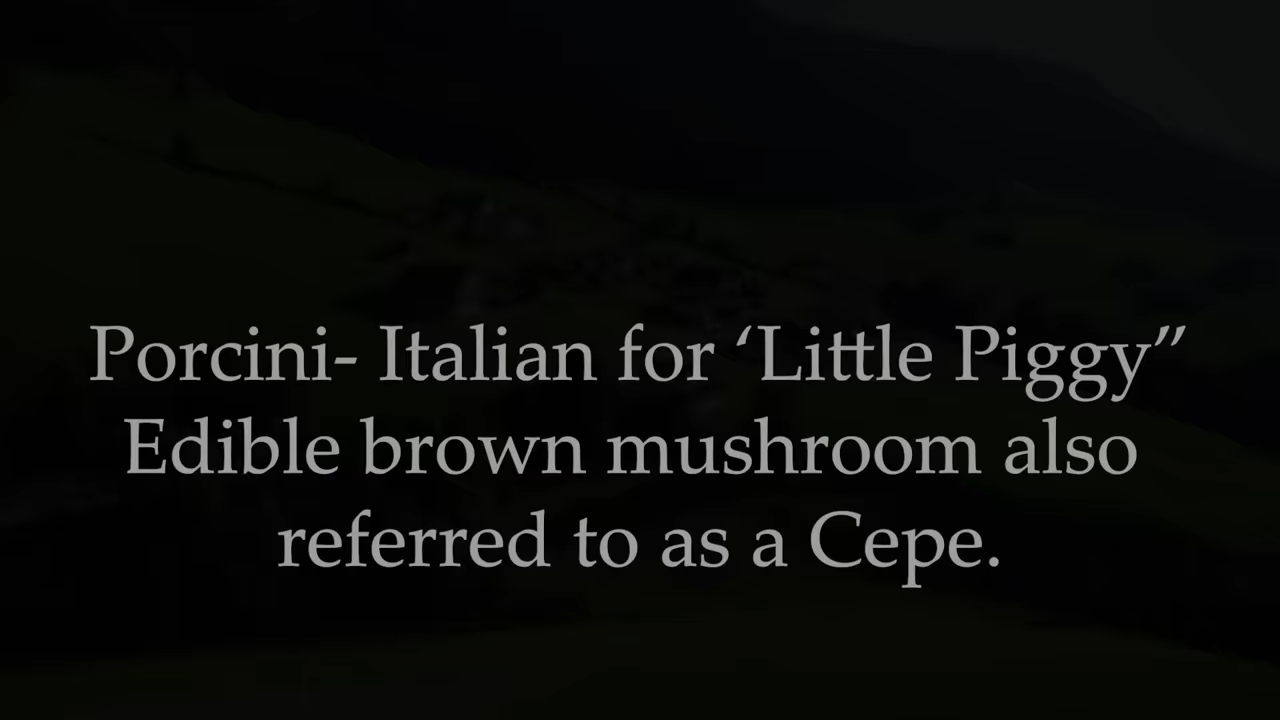 Porcini- Italian for ‘Little Piggy”
Edible brown mushroom also
referred to as a Cepe.